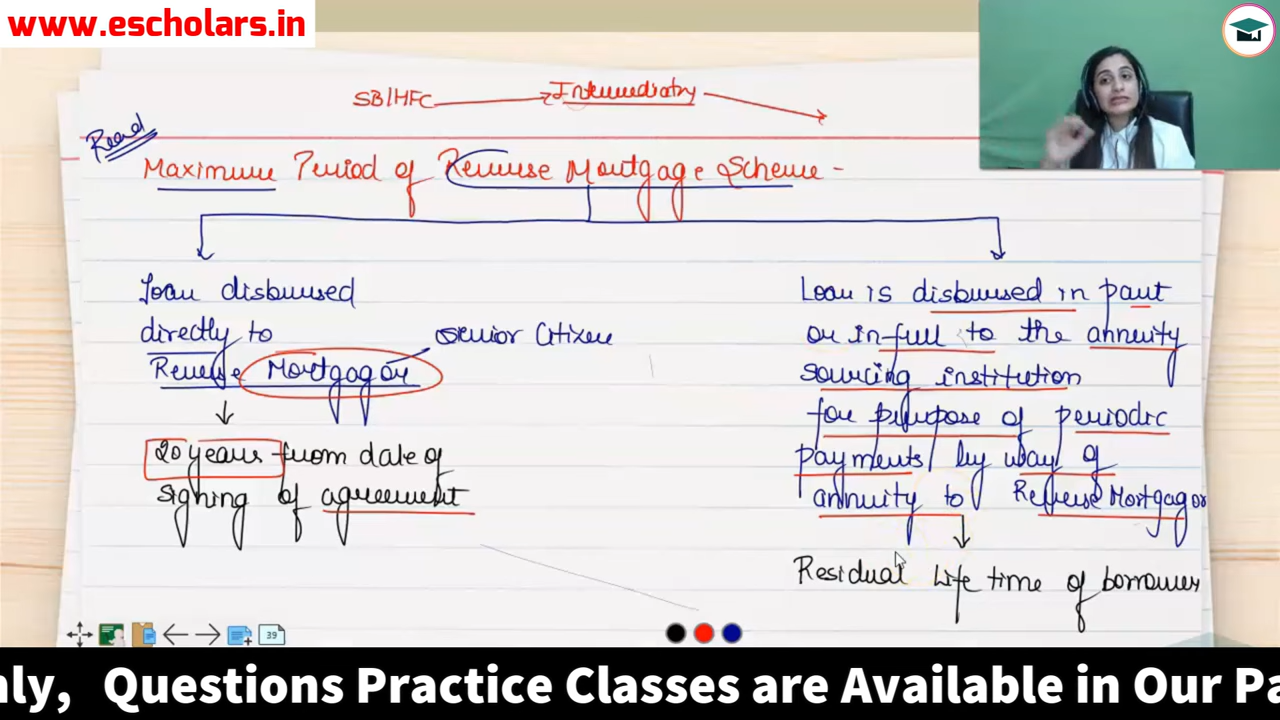 www.escholars.in
SB/HFC Intermediatry
Read
Maximum Period of Reverse Mortgage Scheme -
Loan disbursed
directly to
Reverse Mortgagor
senior Citizen
20 years from date of
signing of agreement
Loan is disbursed in part
or in full to the annuity
sourcing institution
for purpose of periodic
payments by way of
annuity to Reverse Mortgagor
Residual Life time of borrower
39
nly, Questions Practice Classes are Available in Our Pa